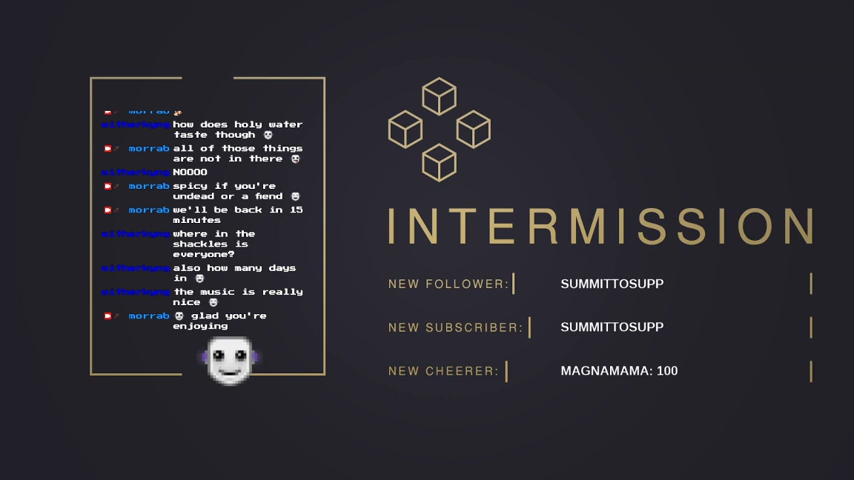 morrab
how does holy water
taste though
morrab all of those things
are not in there
NOOOO
morrab spicy if you're
undead or a fiend
morrab we'll be back in 15
minutes
where in the
shackles is
everyone?
also how many days
in
the music is really
nice
morrab glad you're
enjoying
INTERMISSION
NEW FOLLOWER: SUMMITTOSUPP
NEW SUBSCRIBER: SUMMITTOSUPP
NEW CHEERER: MAGNAMAMA: 100